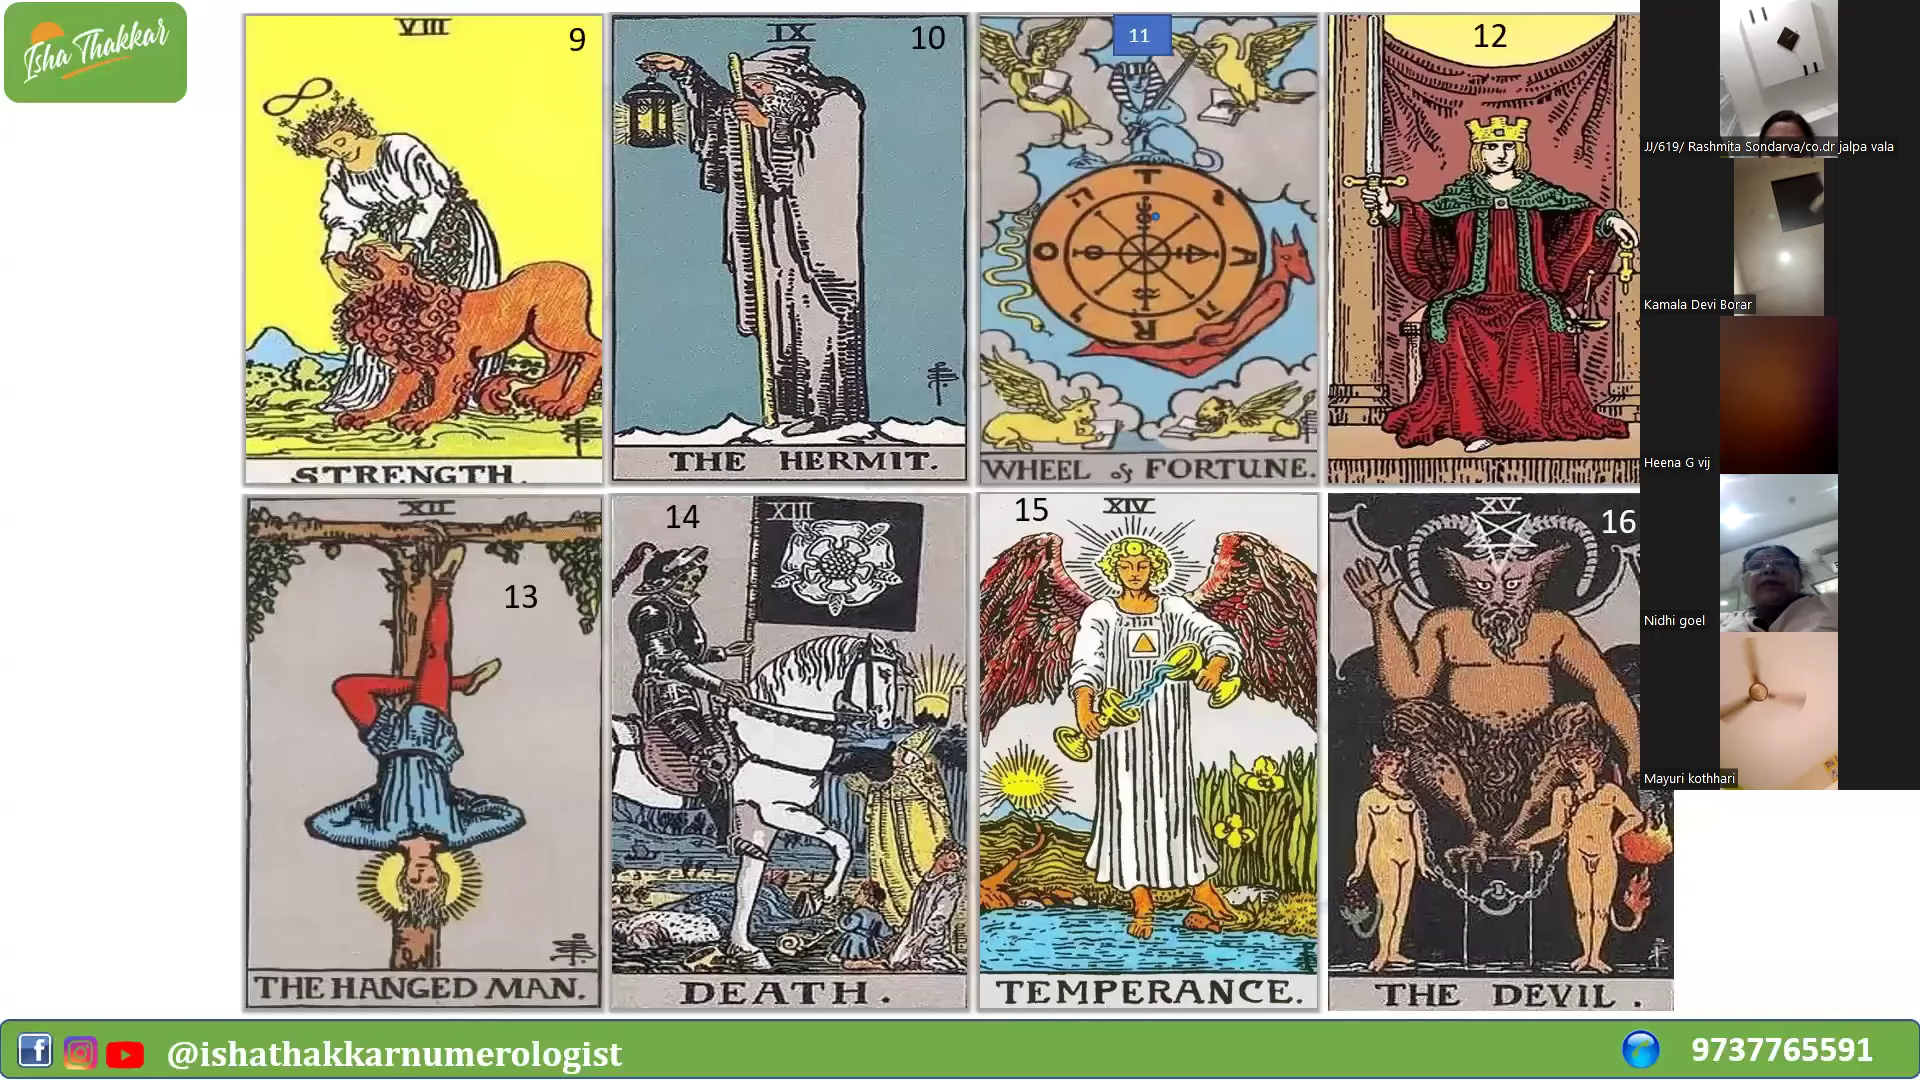 Isha Thakkar
VIII
9
IX
10
11
12
STRENGTH.
THE HERMIT.
WHEEL of FORTUNE.
XII
13
14
XIII
15
XIV
XV
16
THE HANGED MAN.
DEATH.
TEMPERANCE.
THE DEVIL.
JJ/619/ Rashmita Sondarva/co.dr jalpa vala
Kamala Devi Borar
Heena G vij
Nidhi goel
Mayuri kothhari
@ishathakkarnumerologist
9737765591